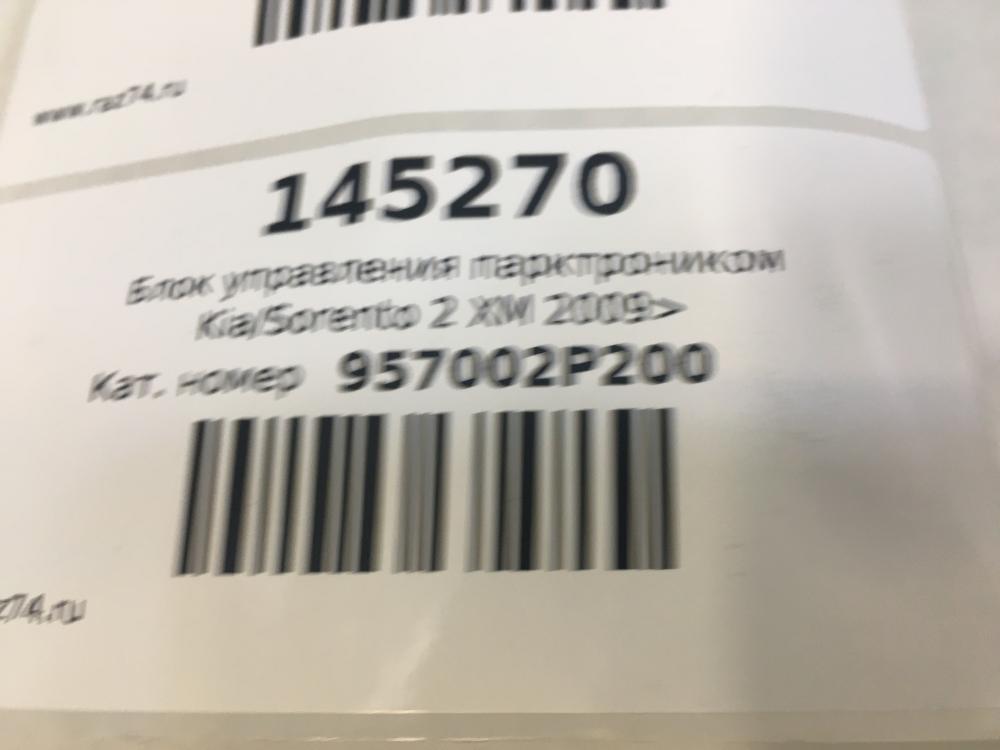 www.raz74.ru
145270
Блок управления парктроником
Kia/Sorento 2 XM 2009>
Кат. номер 957002P200
z74.ru